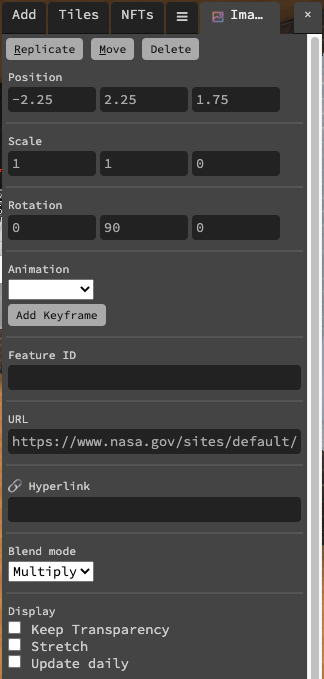 Add Tiles NFTs ☰ Ima... ×
Replicate Move Delete
Position
-2.25 2.25 1.75
Scale
1 1 0
Rotation
0 90 0
Animation
Add Keyframe
Feature ID
URL
https://www.nasa.gov/sites/default/
Hyperlink
Blend mode
Multiply
Display
Keep Transparency
Stretch
Update daily